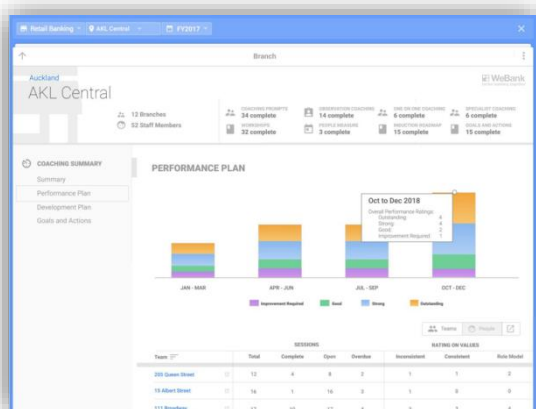 Retail Banking
AKL Central
FY2017
Branch
Auckland
AKL Central
WeBank
12 Branches
52 Staff Members
COACHING PROMPTS
34 complete
OBSERVATION COACHING
14 complete
ONE ON ONE COACHING
6 complete
SPECIALIST COACHING
6 complete
WORKSHOPS
32 complete
PEOPLE MEASURE
3 complete
INDUCTION ROADMAP
15 complete
GOALS AND ACTIONS
15 complete
COACHING SUMMARY
Summary
Performance Plan
Development Plan
Goals and Actions
PERFORMANCE PLAN
Oct to Dec 2018
Overall Performance Ratings:
Outstanding 4
Strong 4
Good 2
Improvement Required 1
JAN - MAR APR - JUN JUL - SEP OCT - DEC
Improvement Required Good Strong Outstanding
Teams People
SESSIONS RATING ON VALUES
Team Total Complete Open Overdue Inconsistent Consistent Role Model
205 Queen Street 12 4 8 2 1 1 2
15 Albert Street 16 1 16 3 1 0 0